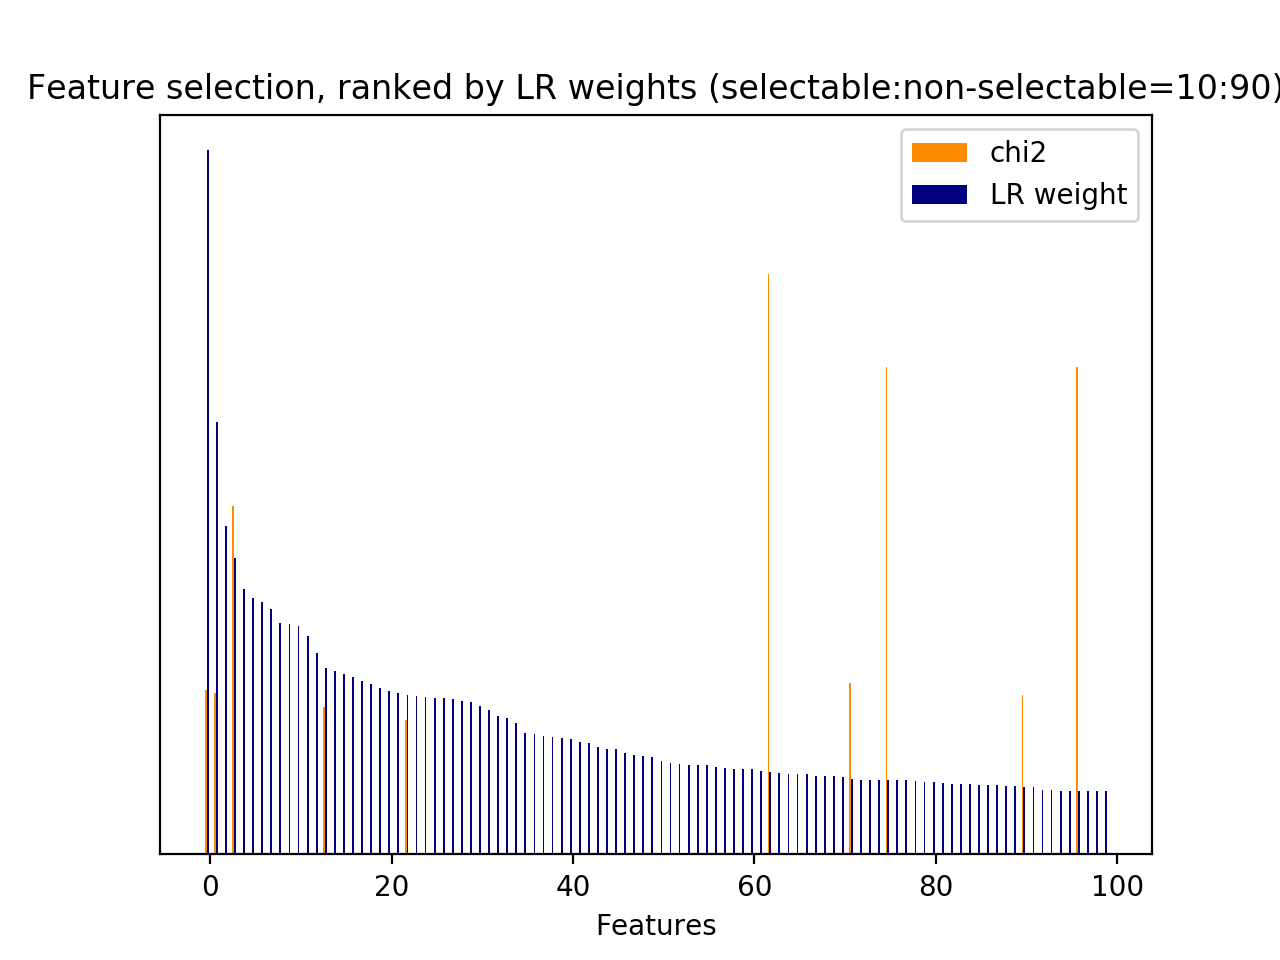 Feature selection, ranked by LR weights (selectable:non-selectable=10:90)
chi2
LR weight
0 20 40 60 80 100
Features